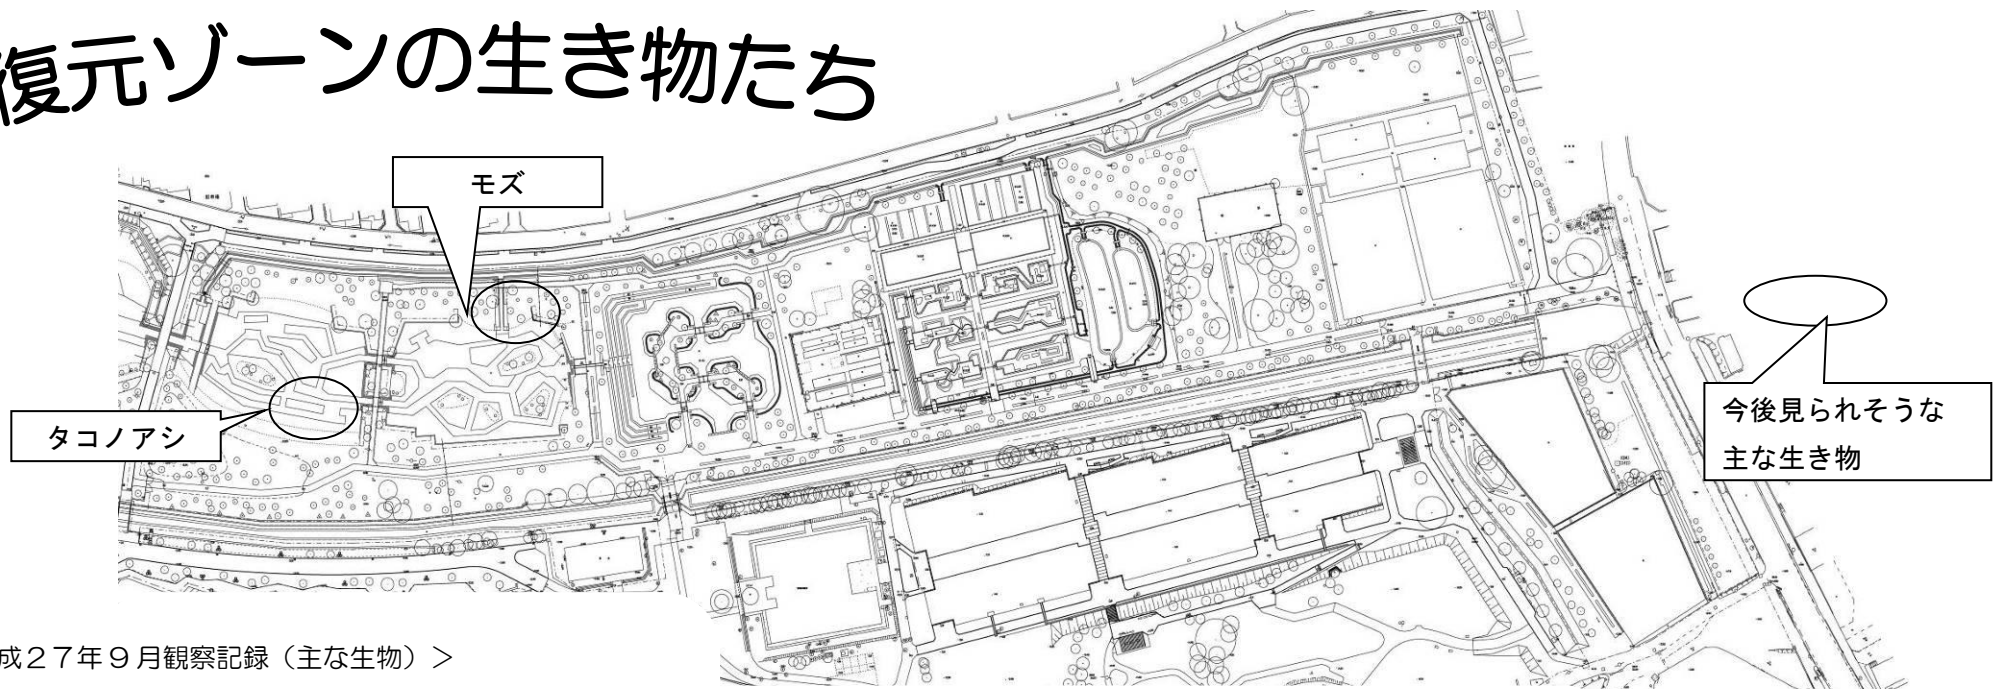 復元ゾーンの生き物たち
モズ
タコノアシ
今後見られそうな
主な生き物
成２７年９月観察記録（主な生物）＞